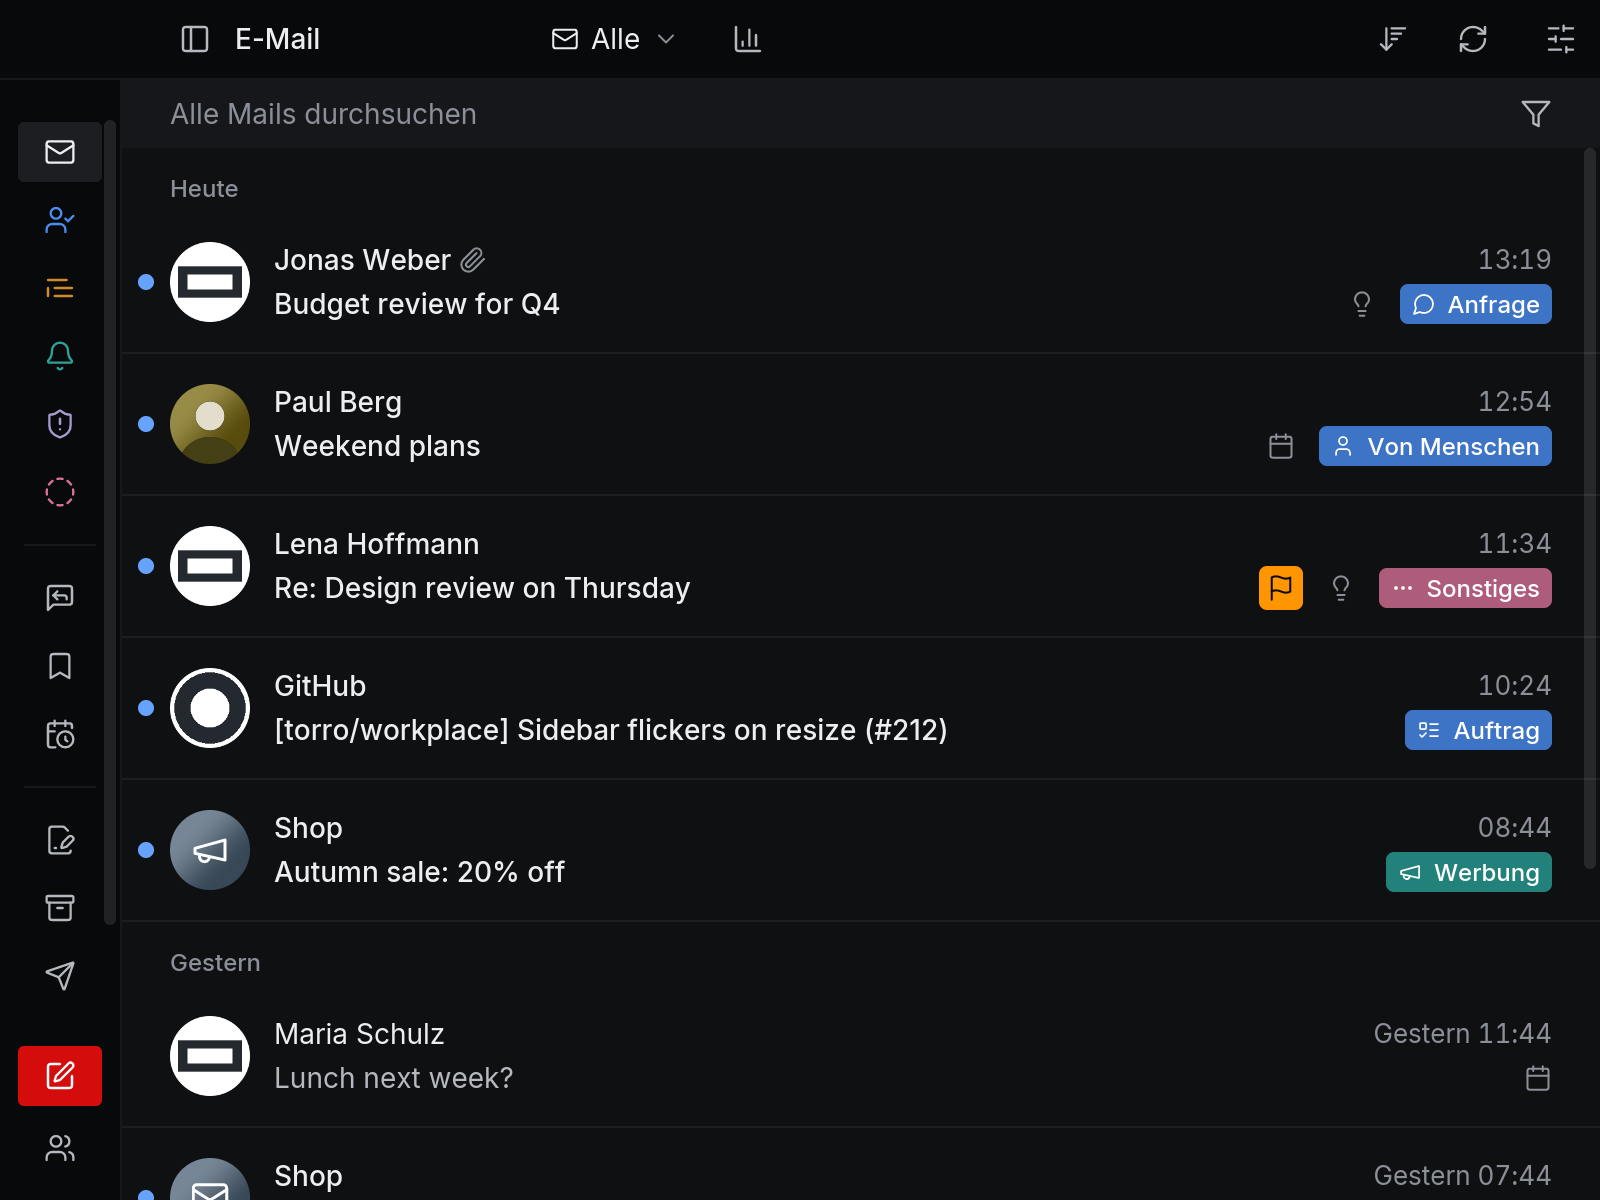 E-Mail
Alle
Alle Mails durchsuchen
Heute
Jonas Weber
13:19
Budget review for Q4
Anfrage
Paul Berg
12:54
Weekend plans
Von Menschen
Lena Hoffmann
11:34
Re: Design review on Thursday
Sonstiges
GitHub
10:24
[torro/workplace] Sidebar flickers on resize (#212)
Auftrag
Shop
08:44
Autumn sale: 20% off
Werbung
Gestern
Maria Schulz
Gestern 11:44
Lunch next week?
Shop
Gestern 07:44